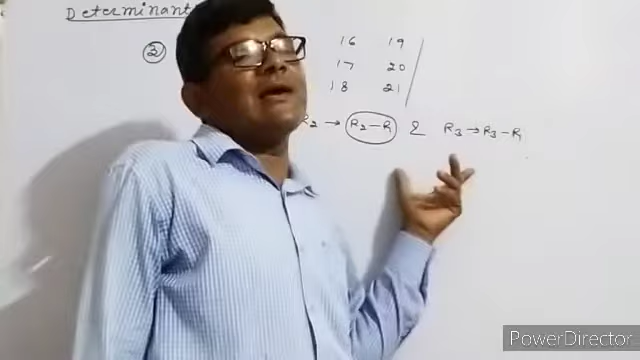 Determinant
② 16 19 |
17 20
18 21
R₂ → R₂-R₁ & R₃ → R₃-R₁
PowerDirector